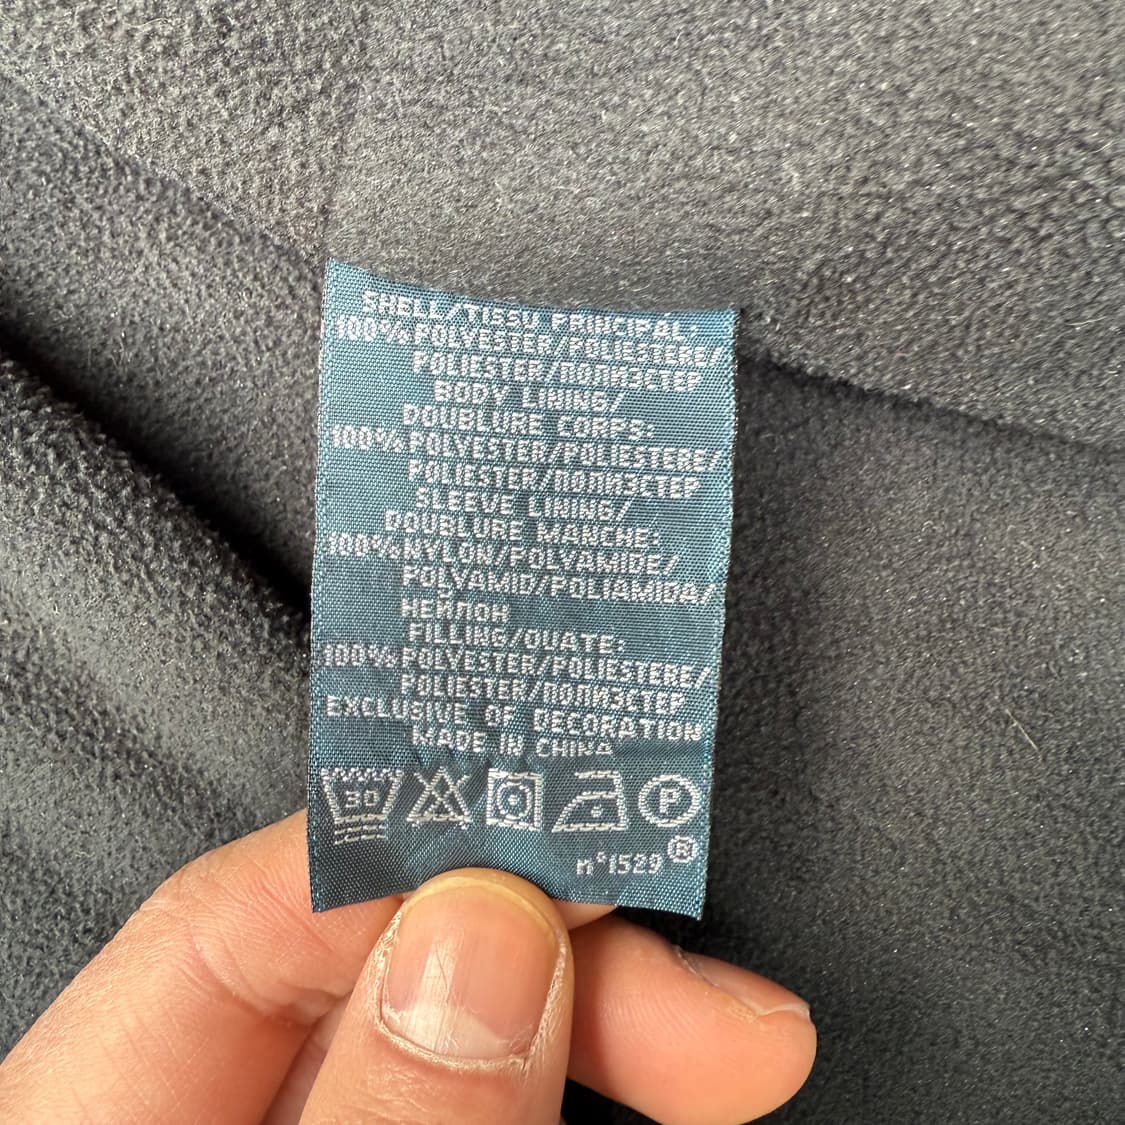 SHELL/TISSU PRINCIPAL:
100%POLYESTER/POLIESTERE/
POLIESTER/ПОЛИЭСТЕР
BODY LINING/
DOUBLURE CORPS:
100%POLYESTER/POLIESTERE/
POLIESTER/ПОЛИЭСТЕР
SLEEVE LINING/
DOUBLURE MANCHE:
100%NYLON/POLYAMIDE/
POLYAMID/POLIAMIDA/
НЕЙЛОН
FILLING/OUATE:
100%POLYESTER/POLIESTERE/
POLIESTER/ПОЛИЭСТЕР
EXCLUSIVE OF DECORATION
MADE IN CHINA
30
P
n°1529®